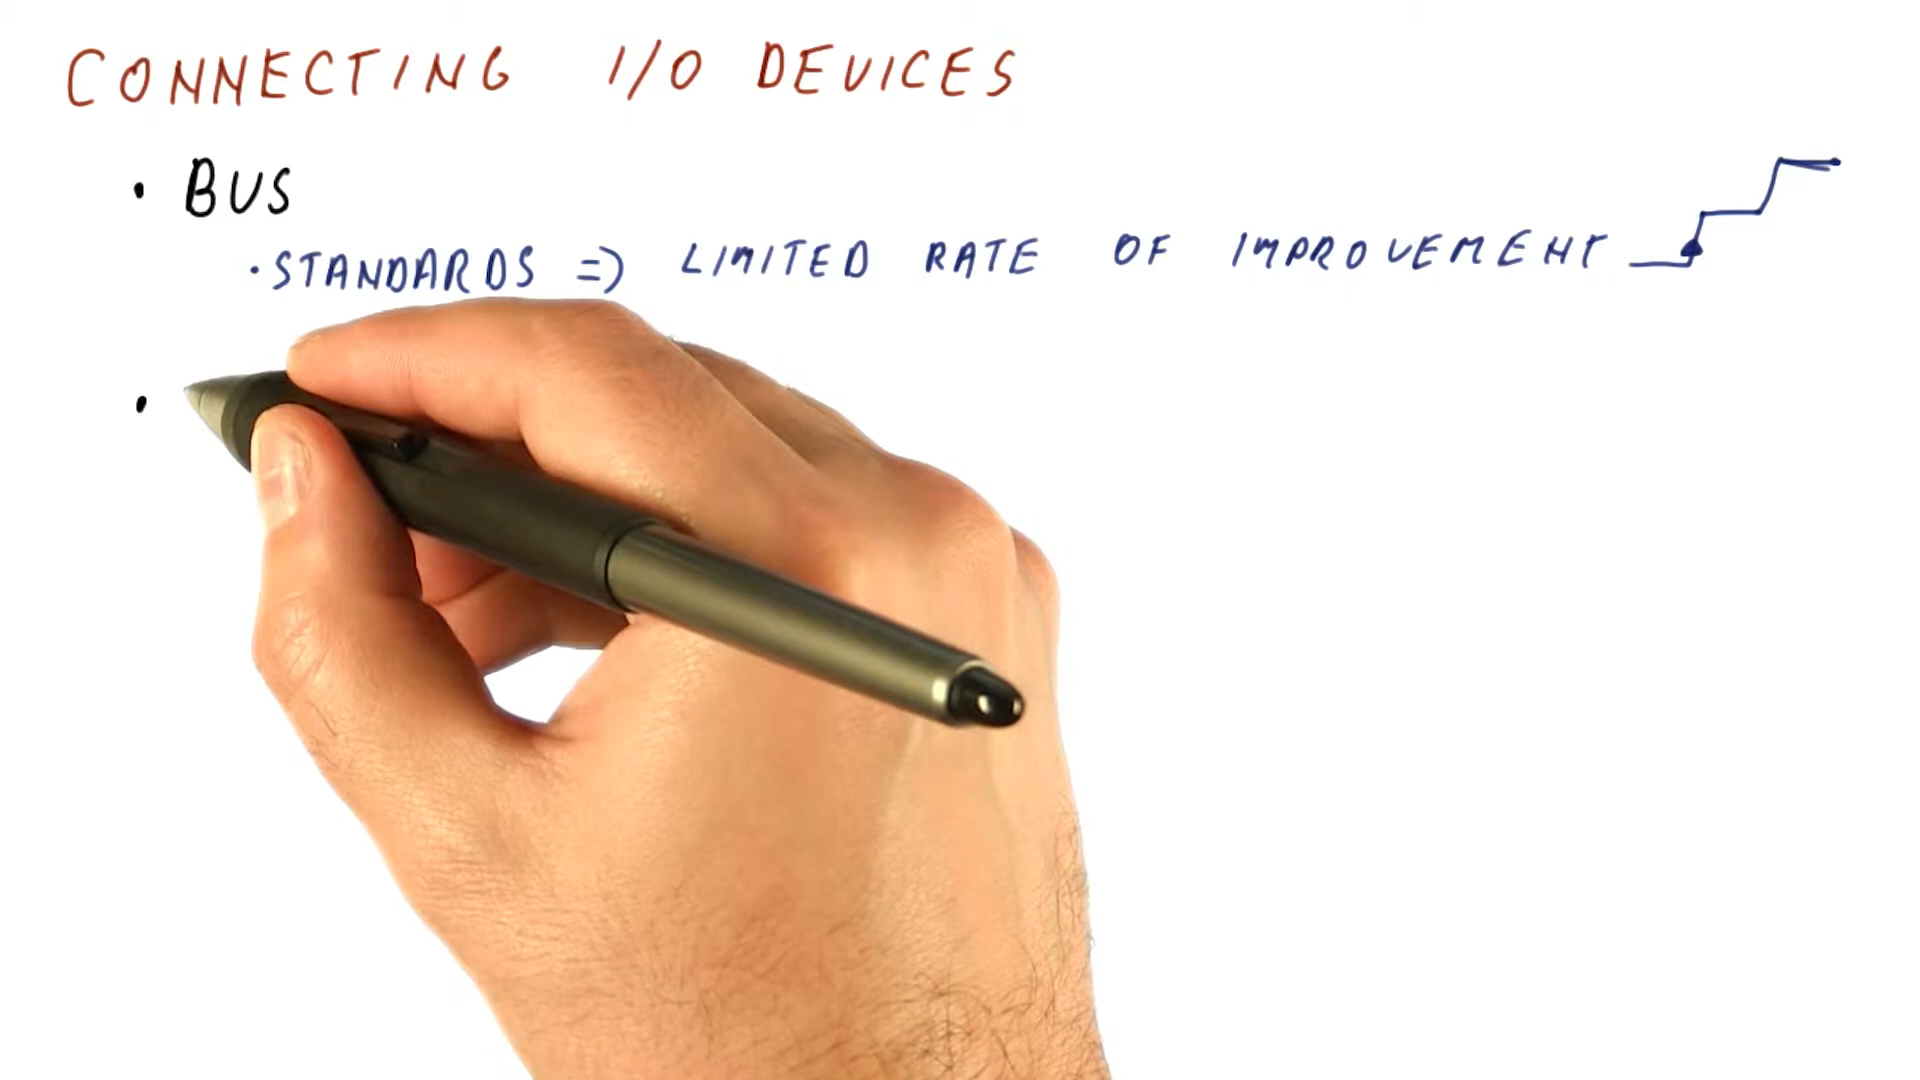 CONNECTING I/O DEVICES
• BUS
• STANDARDS => LIMITED RATE OF IMPROVEMENT
•